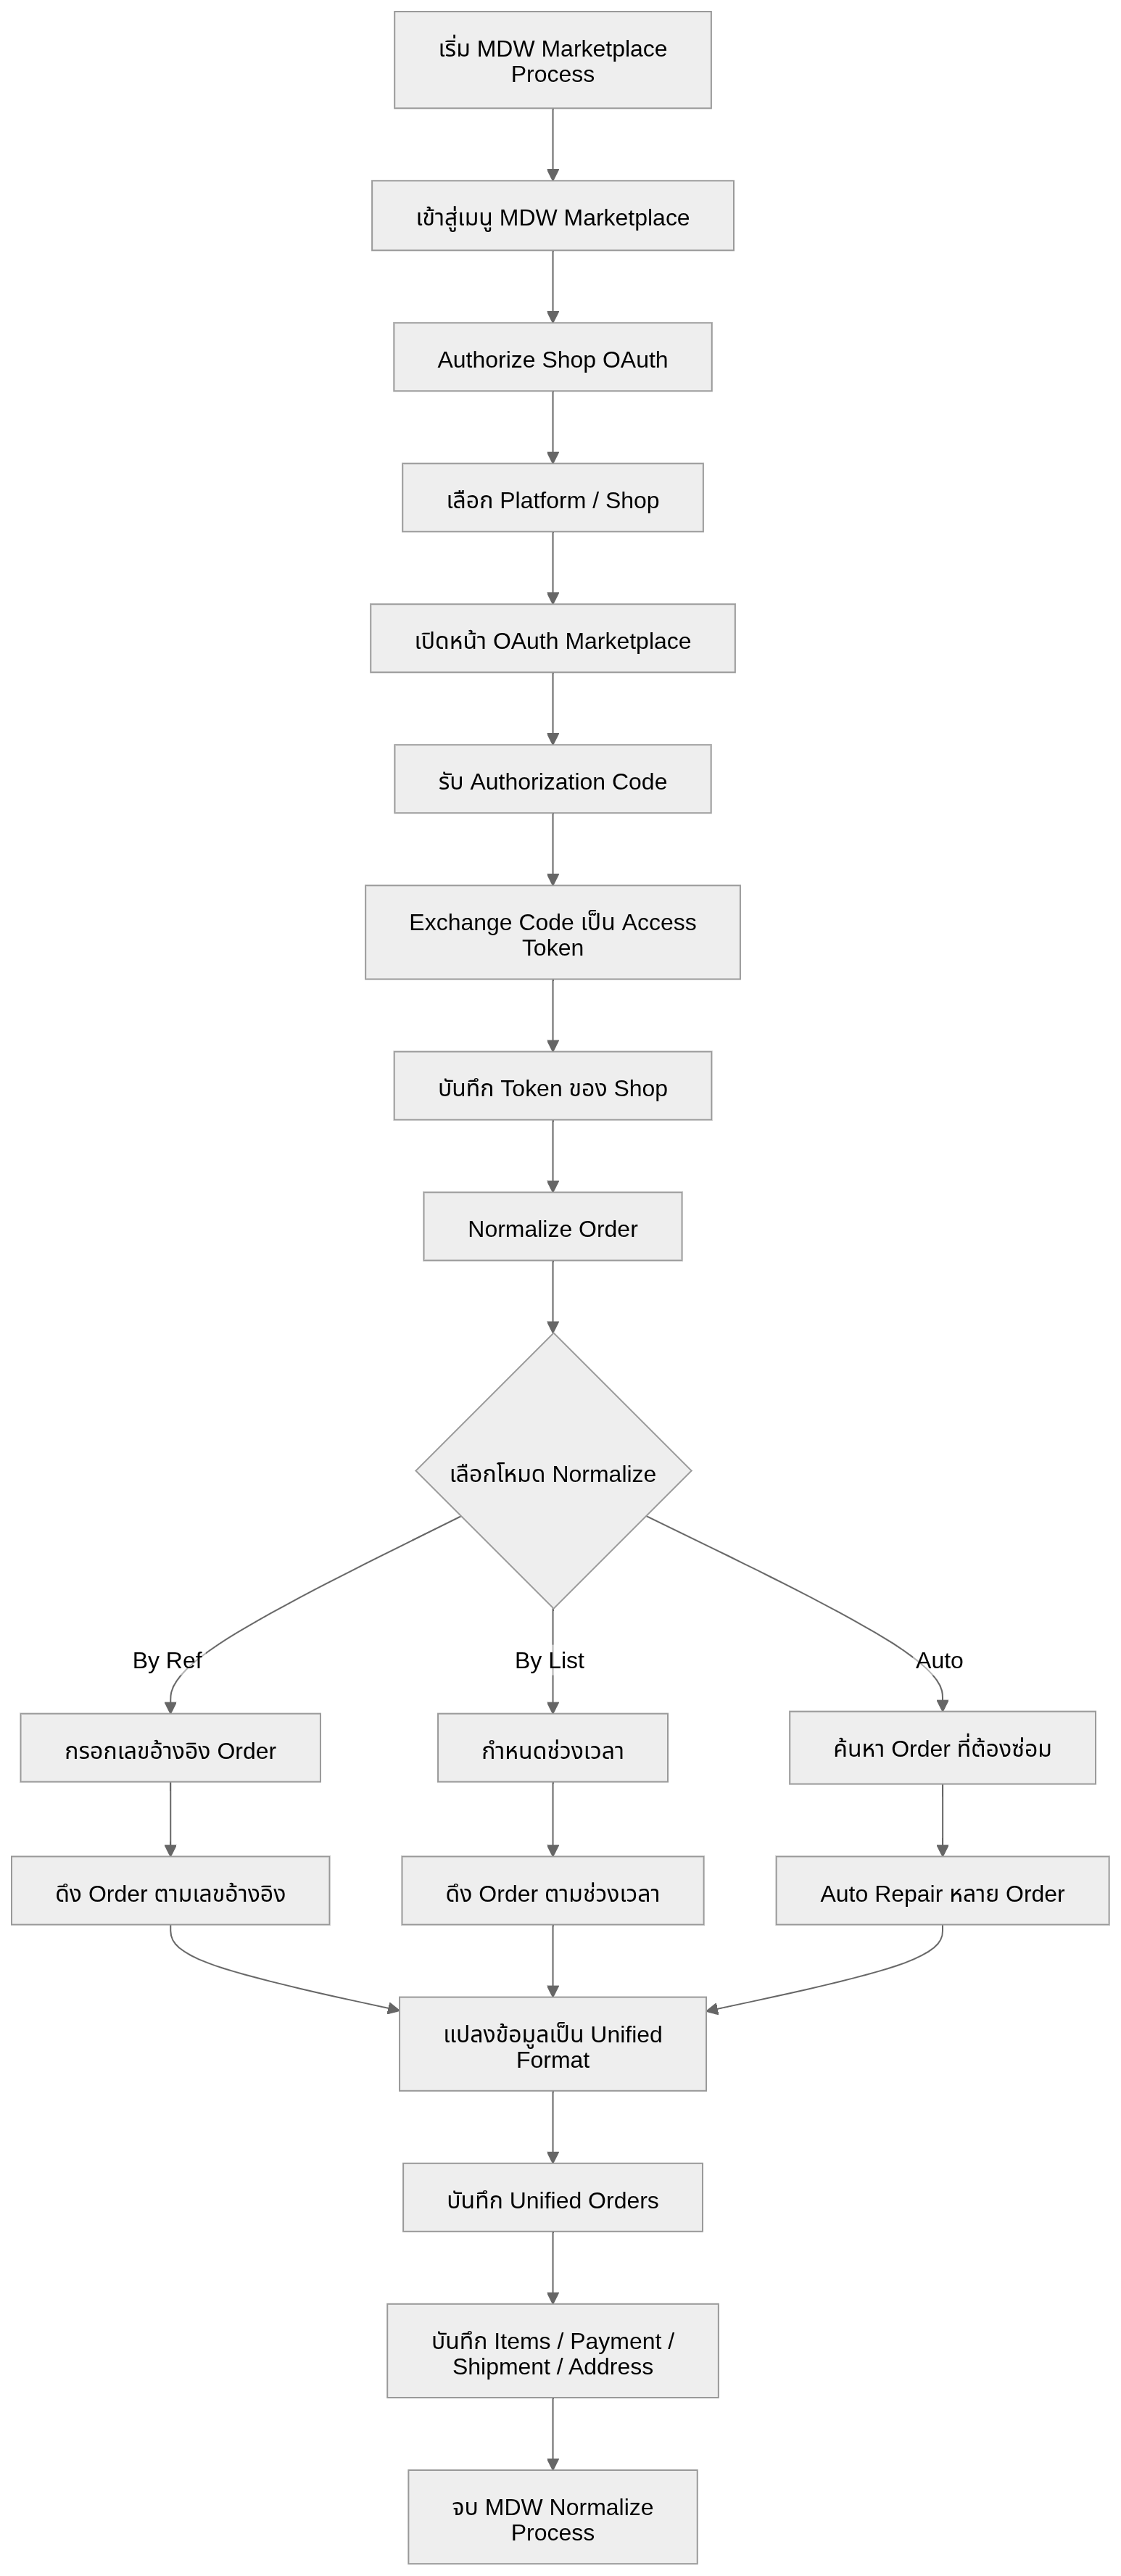 เริ่ม MDW Marketplace
Process
เข้าสู่เมนู MDW Marketplace
Authorize Shop OAuth
เลือก Platform / Shop
เปิดหน้า OAuth Marketplace
รับ Authorization Code
Exchange Code เป็น Access
Token
บันทึก Token ของ Shop
Normalize Order
เลือกโหมด Normalize
By Ref
By List
Auto
กรอกเลขอ้างอิง Order
กำหนดช่วงเวลา
ค้นหา Order ที่ต้องซ่อม
ดึง Order ตามเลขอ้างอิง
ดึง Order ตามช่วงเวลา
Auto Repair หลาย Order
แปลงข้อมูลเป็น Unified
Format
บันทึก Unified Orders
บันทึก Items / Payment /
Shipment / Address
จบ MDW Normalize
Process